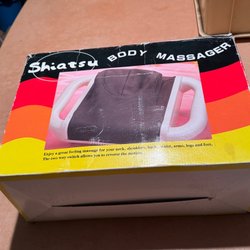 Shiatsu BODY MASSAGER
Enjoy a great feeling massage for your neck, shoulders, back, waist, arms, legs and feet.
The two way switch allows you to reverse the motion.